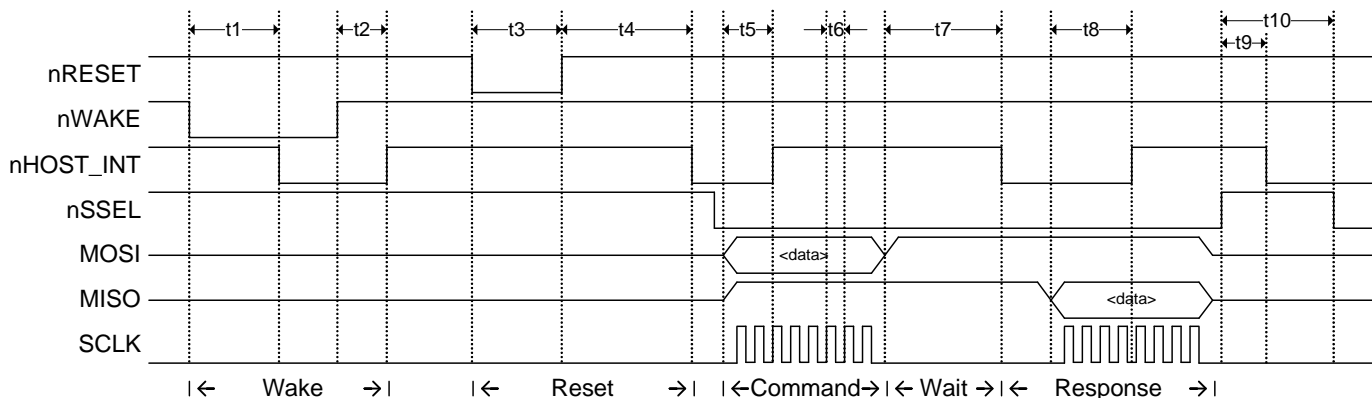 t1 t2 t3 t4 t5 t6 t7 t8 t10
t9
nRESET
nWAKE
nHOST_INT
nSSEL
MOSI <data>
MISO <data>
SCLK
Wake Reset Command Wait Response